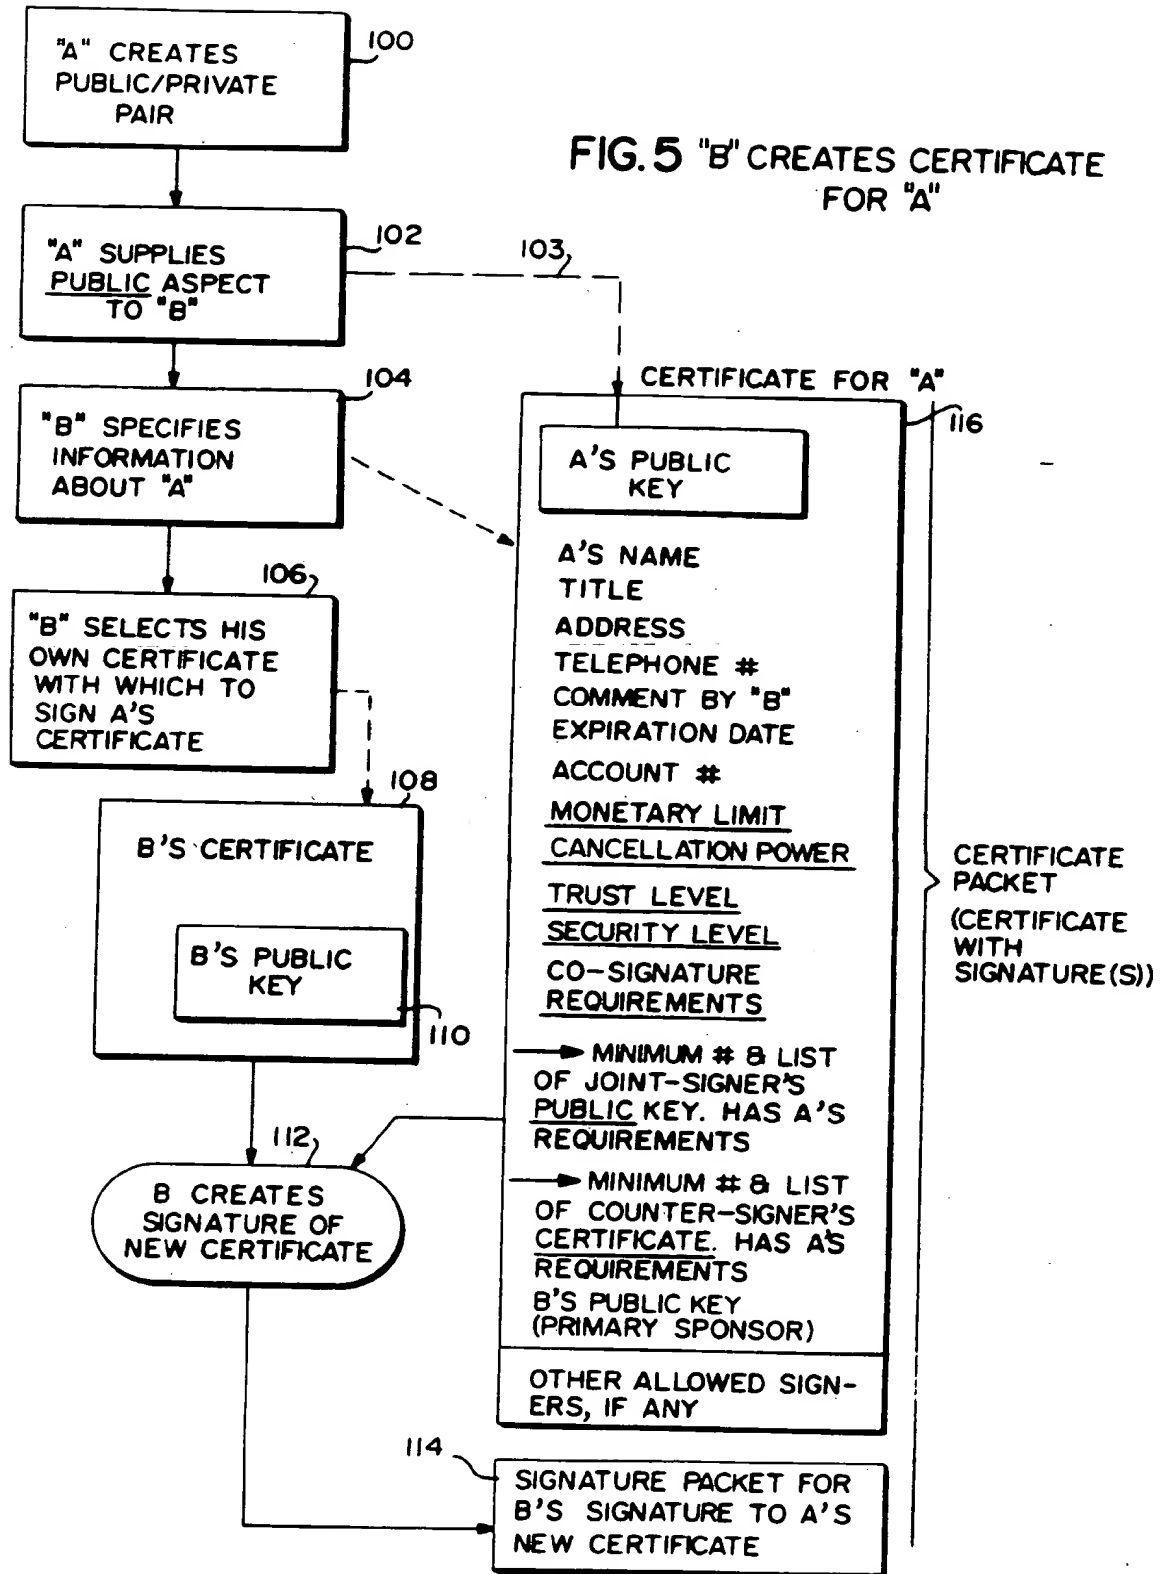 "A" CREATES
PUBLIC/PRIVATE
PAIR
100
FIG. 5 "B" CREATES CERTIFICATE
FOR "A"
"A" SUPPLIES
PUBLIC ASPECT
TO "B"
102
103
"B" SPECIFIES
INFORMATION
ABOUT "A"
104
"B" SELECTS HIS
OWN CERTIFICATE
WITH WHICH TO
SIGN A'S
CERTIFICATE
106
B'S CERTIFICATE
108
B'S PUBLIC
KEY
110
B CREATES
SIGNATURE OF
NEW CERTIFICATE
112
CERTIFICATE FOR "A"
116
A'S PUBLIC
KEY
A'S NAME
TITLE
ADDRESS
TELEPHONE #
COMMENT BY "B"
EXPIRATION DATE
ACCOUNT #
MONETARY LIMIT
CANCELLATION POWER
TRUST LEVEL
SECURITY LEVEL
CO-SIGNATURE
REQUIREMENTS
MINIMUM # & LIST
OF JOINT-SIGNER'S
PUBLIC KEY. HAS A'S
REQUIREMENTS
MINIMUM # & LIST
OF COUNTER-SIGNER'S
CERTIFICATE. HAS A'S
REQUIREMENTS
B'S PUBLIC KEY
(PRIMARY SPONSOR)
OTHER ALLOWED SIGN-
ERS, IF ANY
CERTIFICATE
PACKET
(CERTIFICATE
WITH
SIGNATURE(S))
114
SIGNATURE PACKET FOR
B'S SIGNATURE TO A'S
NEW CERTIFICATE